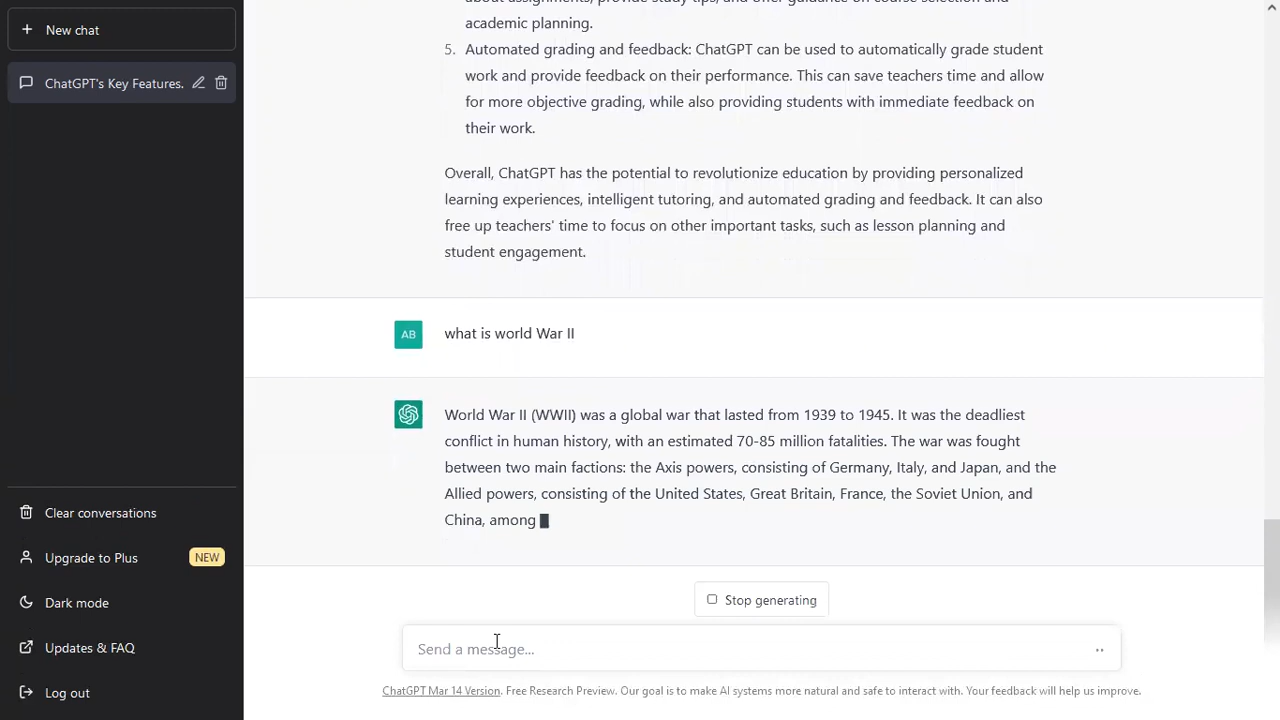 New chat
ChatGPT's Key Features.
Clear conversations
Upgrade to Plus NEW
Dark mode
Updates & FAQ
Log out
about assignments, provide study tips, and offer guidance on course selection and
academic planning.
5. Automated grading and feedback: ChatGPT can be used to automatically grade student
work and provide feedback on their performance. This can save teachers time and allow
for more objective grading, while also providing students with immediate feedback on
their work.
Overall, ChatGPT has the potential to revolutionize education by providing personalized
learning experiences, intelligent tutoring, and automated grading and feedback. It can also
free up teachers' time to focus on other important tasks, such as lesson planning and
student engagement.
AB what is world War II
World War II (WWII) was a global war that lasted from 1939 to 1945. It was the deadliest
conflict in human history, with an estimated 70-85 million fatalities. The war was fought
between two main factions: the Axis powers, consisting of Germany, Italy, and Japan, and the
Allied powers, consisting of the United States, Great Britain, France, the Soviet Union, and
China, among
Stop generating
Send a message...
ChatGPT Mar 14 Version. Free Research Preview. Our goal is to make AI systems more natural and safe to interact with. Your feedback will help us improve.